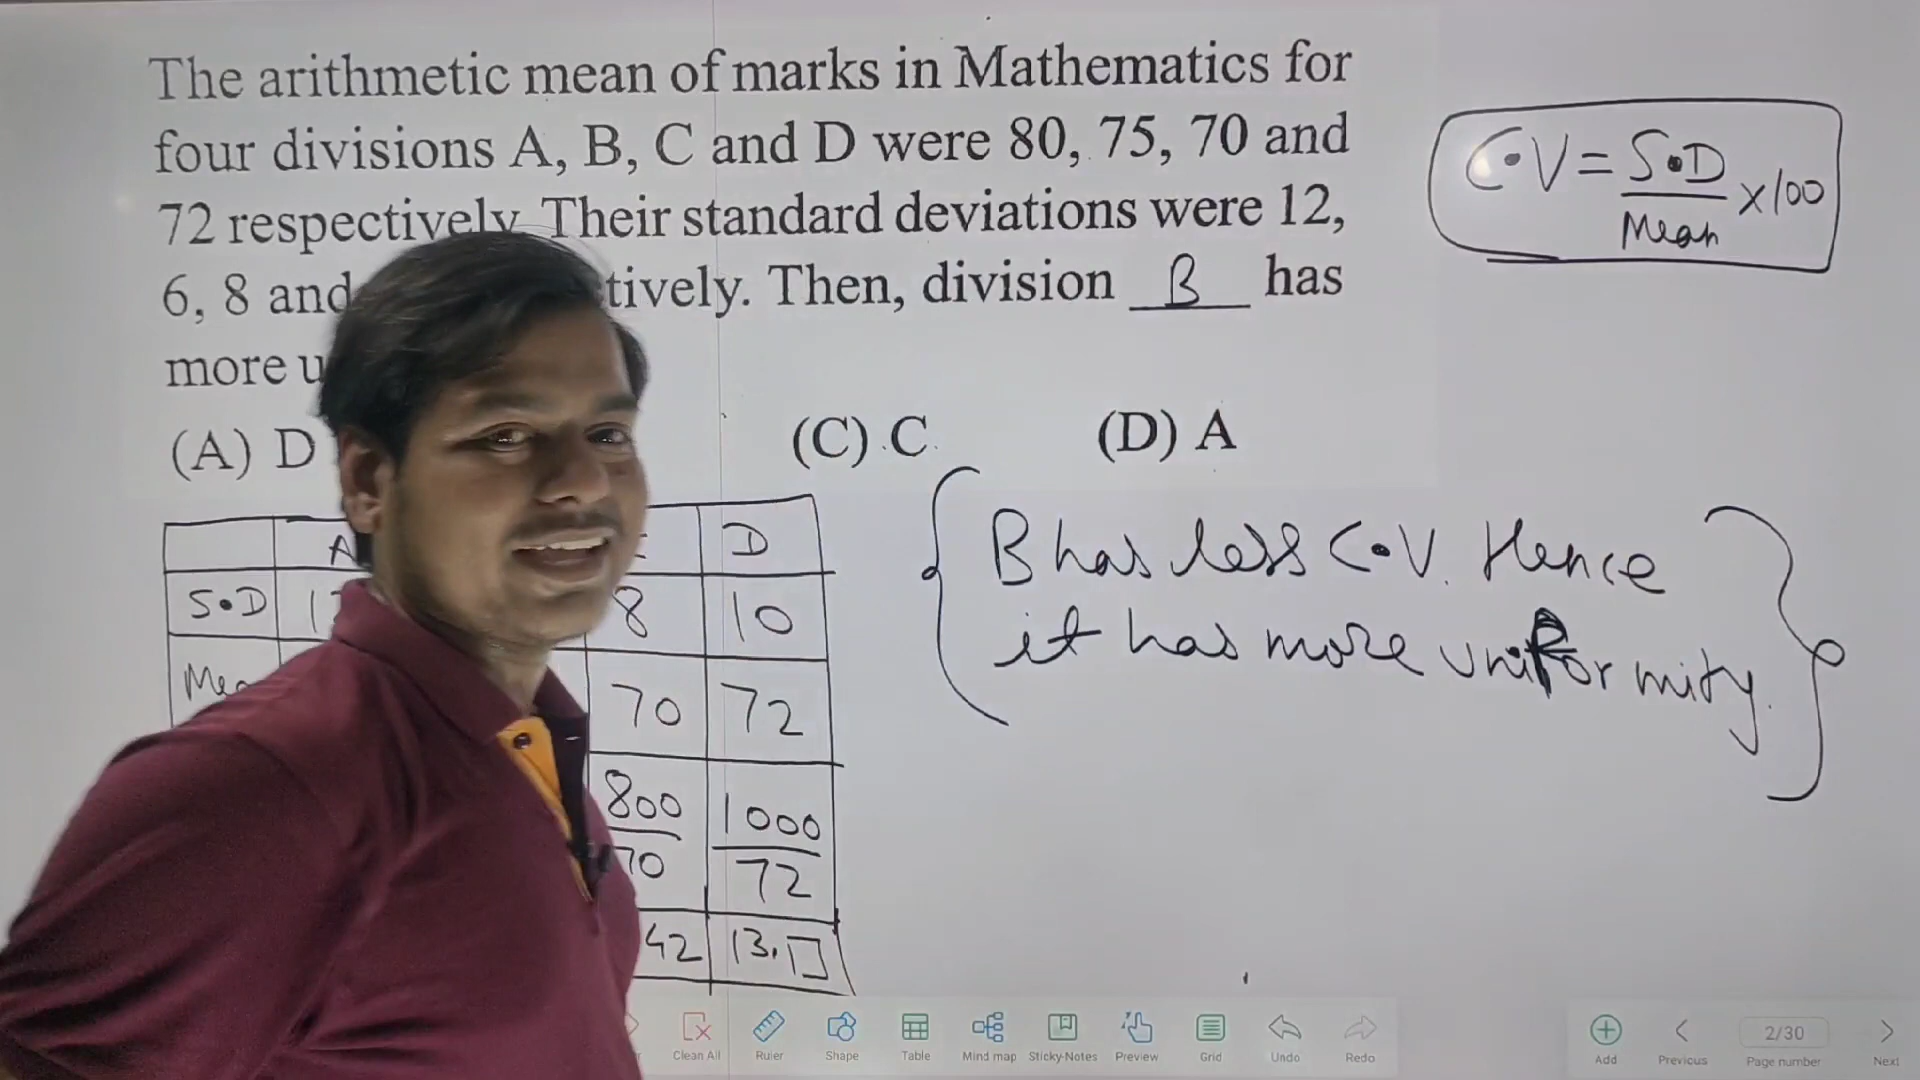 The arithmetic mean of marks in Mathematics for
four divisions A, B, C and D were 80, 75, 70 and
72 respectively. Their standard deviations were 12,
6, 8 and tively. Then, division B has
more u
(A) D (C) C (D) A
C.V = S.D / Mean × 100
A D
S.D 8 10
70 72
800 / 70 1000 / 72
42 13.
B has less C.V. Hence
it has more uniformity.
Clean All Ruler Shape Table Mind map Sticky-Notes Preview Grid Undo Redo Add Previous 2/30 Page number Next